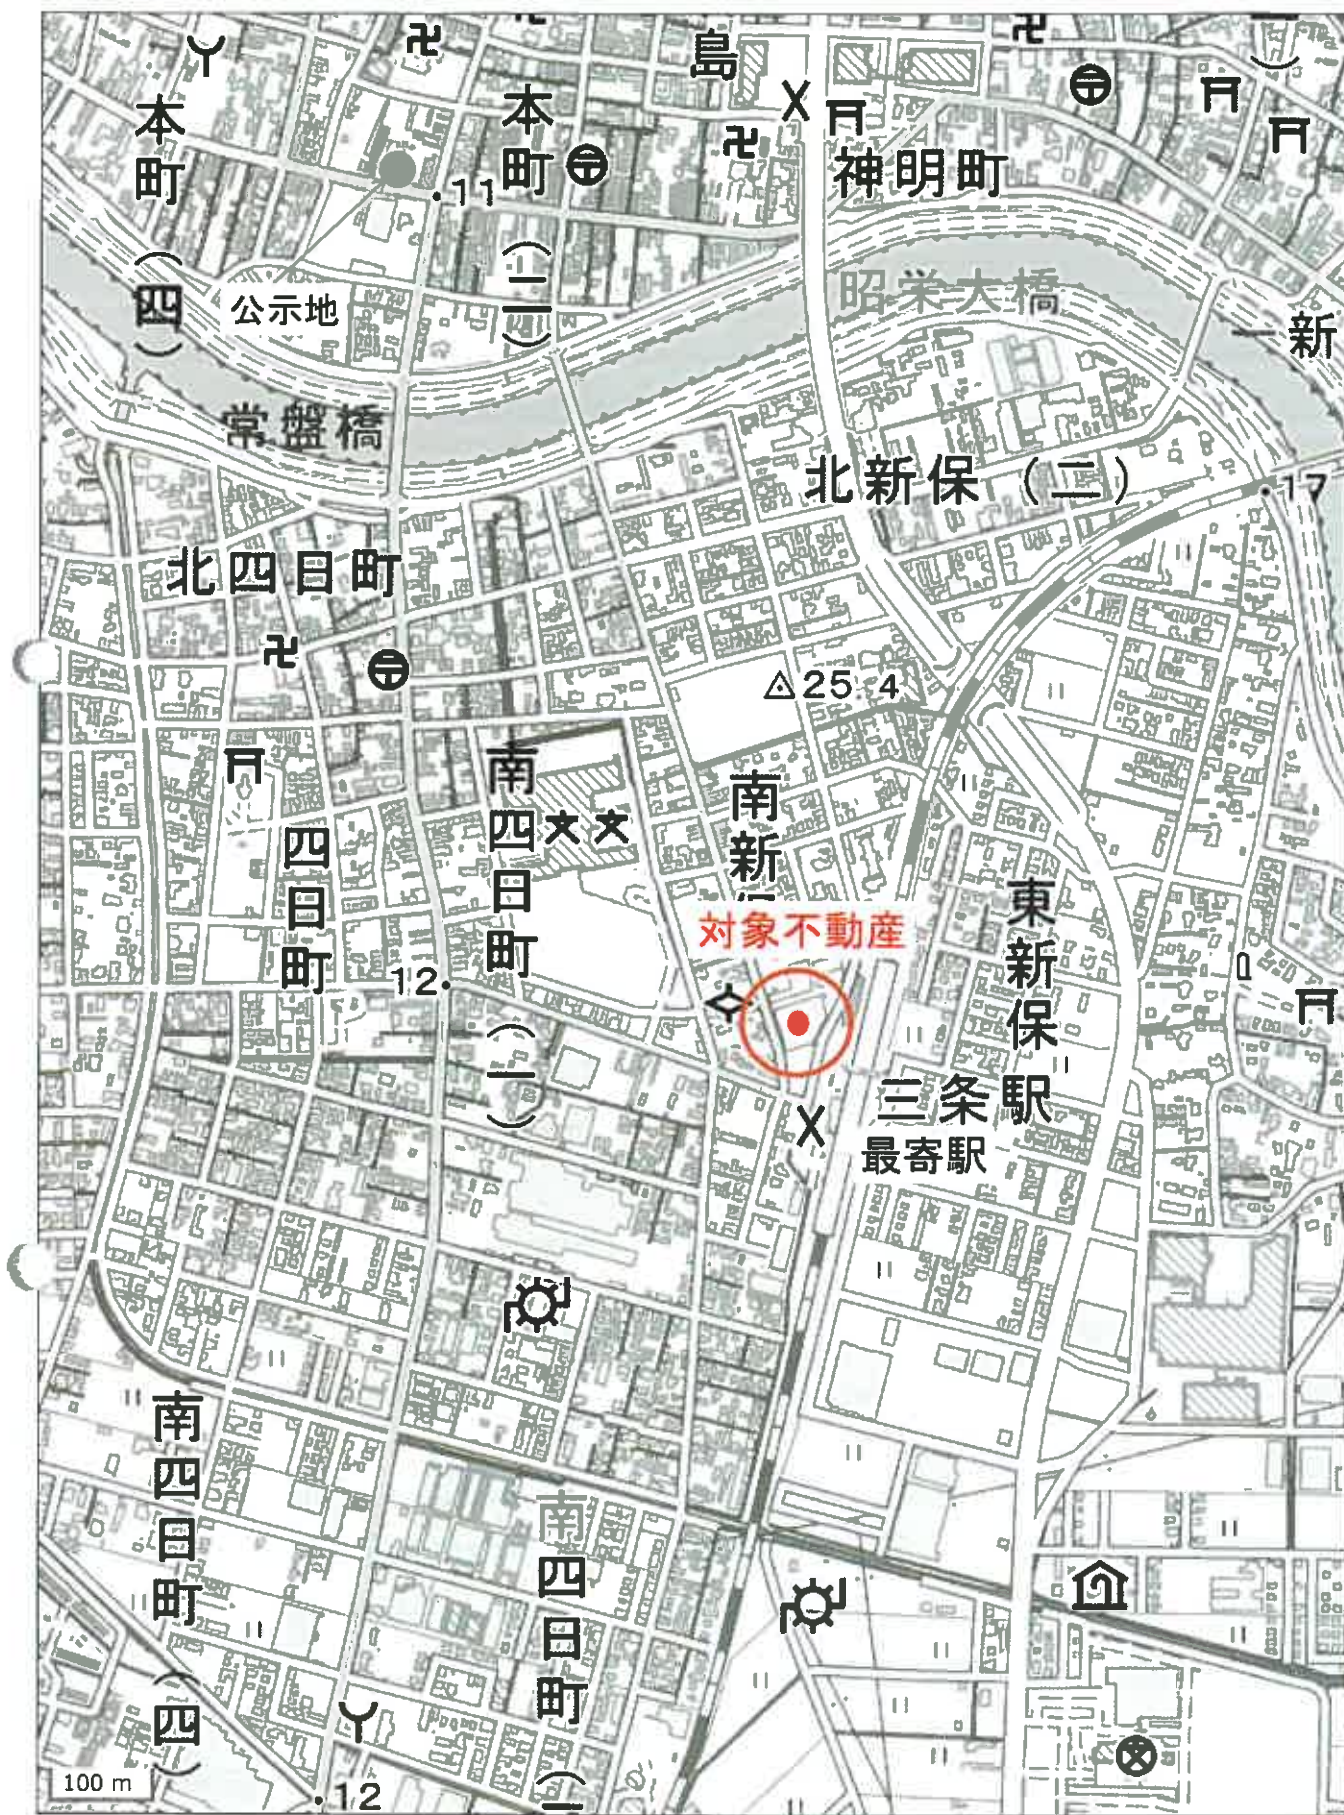 島
本町(四)
本町(二)
.11
神明町
公示地
昭栄大橋
新
常盤橋
北新保(二)
.17
北四日町
25.4
南四日町(一)
四日町
南新保
東新保
対象不動産
12.
三条駅
最寄駅
南四日町(四)
南四日町(
100 m
.12